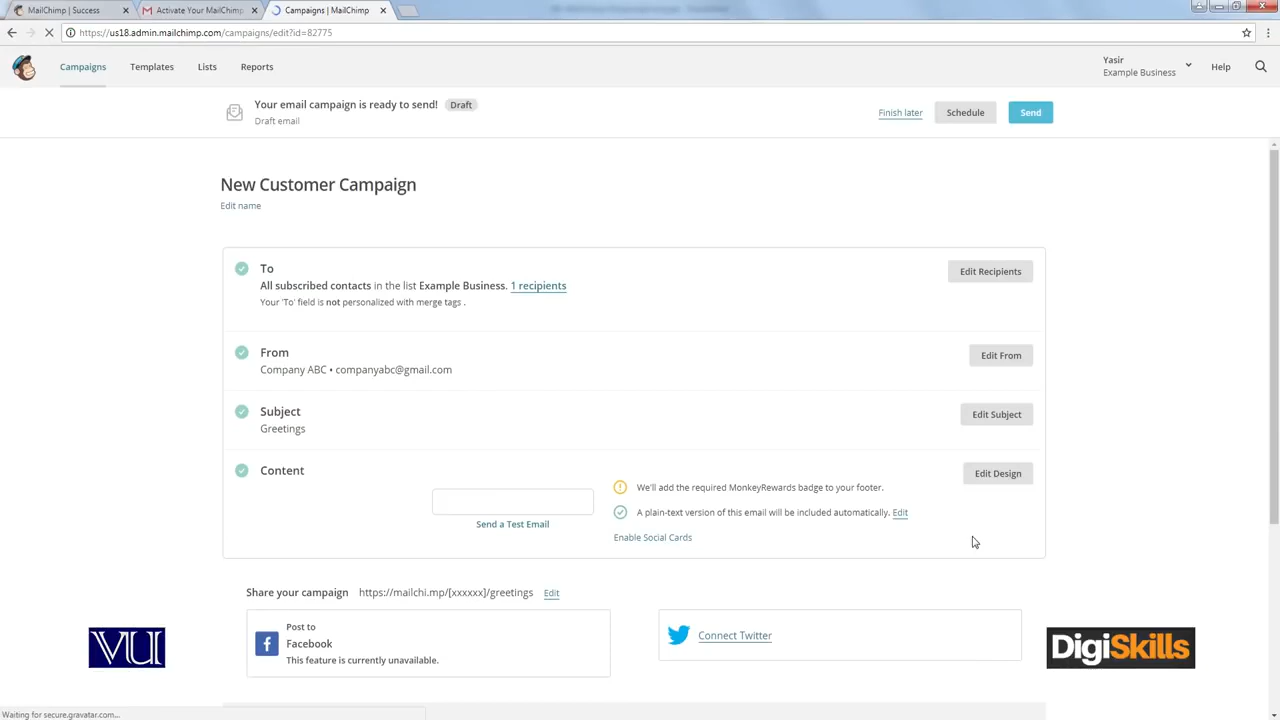 MailChimp | Success
Activate Your MailChimp
Campaigns | MailChimp
https://us18.admin.mailchimp.com/campaigns/edit?id=82775
Campaigns
Templates
Lists
Reports
Yasir
Example Business
Help
Your email campaign is ready to send! Draft
Draft email
Finish later
Schedule
Send
New Customer Campaign
Edit name
To
All subscribed contacts in the list Example Business. 1 recipients
Your 'To' field is not personalized with merge tags .
Edit Recipients
From
Company ABC • companyabc@gmail.com
Edit From
Subject
Greetings
Edit Subject
Content
Edit Design
We'll add the required MonkeyRewards badge to your footer.
A plain-text version of this email will be included automatically. Edit
Send a Test Email
Enable Social Cards
Share your campaign https://mailchi.mp/[xxxxxx]/greetings Edit
Post to
Facebook
This feature is currently unavailable.
Connect Twitter
VU
DigiSkills
Waiting for secure.gravatar.com...